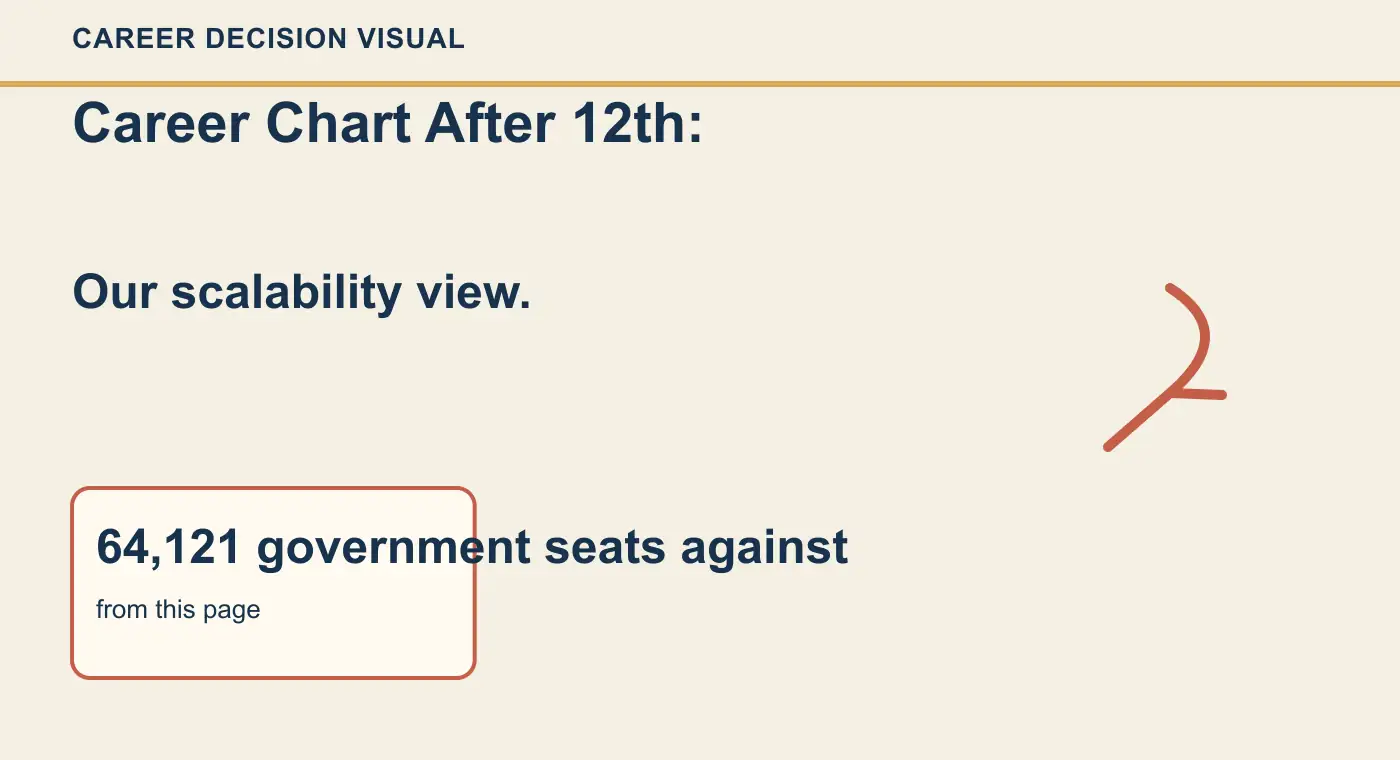 CAREER DECISION VISUAL
Career Chart After 12th:
Our scalability view.
64,121 government seats against
from this page